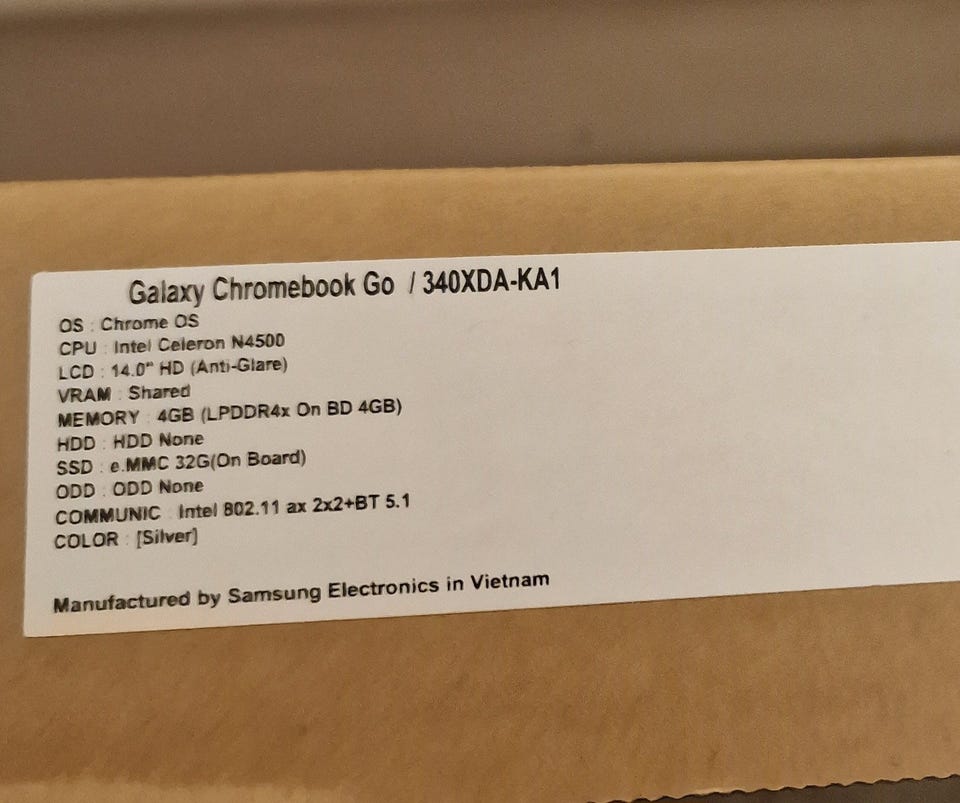 Galaxy Chromebook Go / 340XDA-KA1
OS : Chrome OS
CPU : Intel Celeron N4500
LCD : 14.0" HD (Anti-Glare)
VRAM : Shared
MEMORY : 4GB (LPDDR4x On BD 4GB)
HDD : HDD None
SSD : e.MMC 32G(On Board)
ODD : ODD None
COMMUNIC : Intel 802.11 ax 2x2+BT 5.1
COLOR : [Silver]
Manufactured by Samsung Electronics in Vietnam